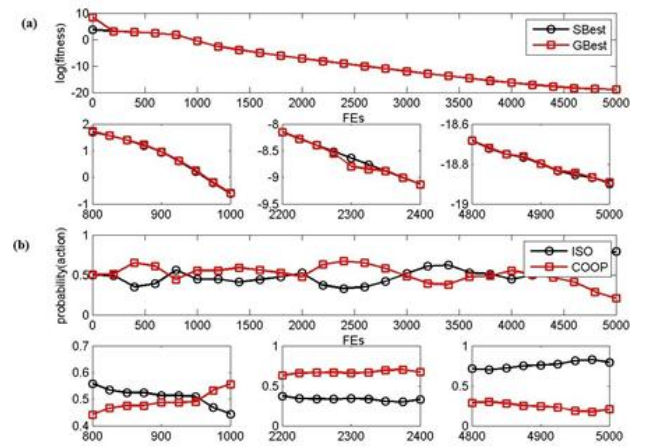 (a)
10
0
-10
-20
log(fitness)
SBest
GBest
0 500 1000 1500 2000 2500 3000 3500 4000 4500 5000
FEs
2
1
0
-1
800 900 1000
-8
-8.5
-9
-9.5
2200 2300 2400
-18.6
-18.8
-19
4800 4900 5000
(b)
1
0.5
0
probability(action)
ISO
COOP
0 500 1000 1500 2000 2500 3000 3500 4000 4500 5000
FEs
0.7
0.6
0.5
0.4
800 900 1000
1
0.5
0
2200 2300 2400
1
0.5
0
4800 4900 5000